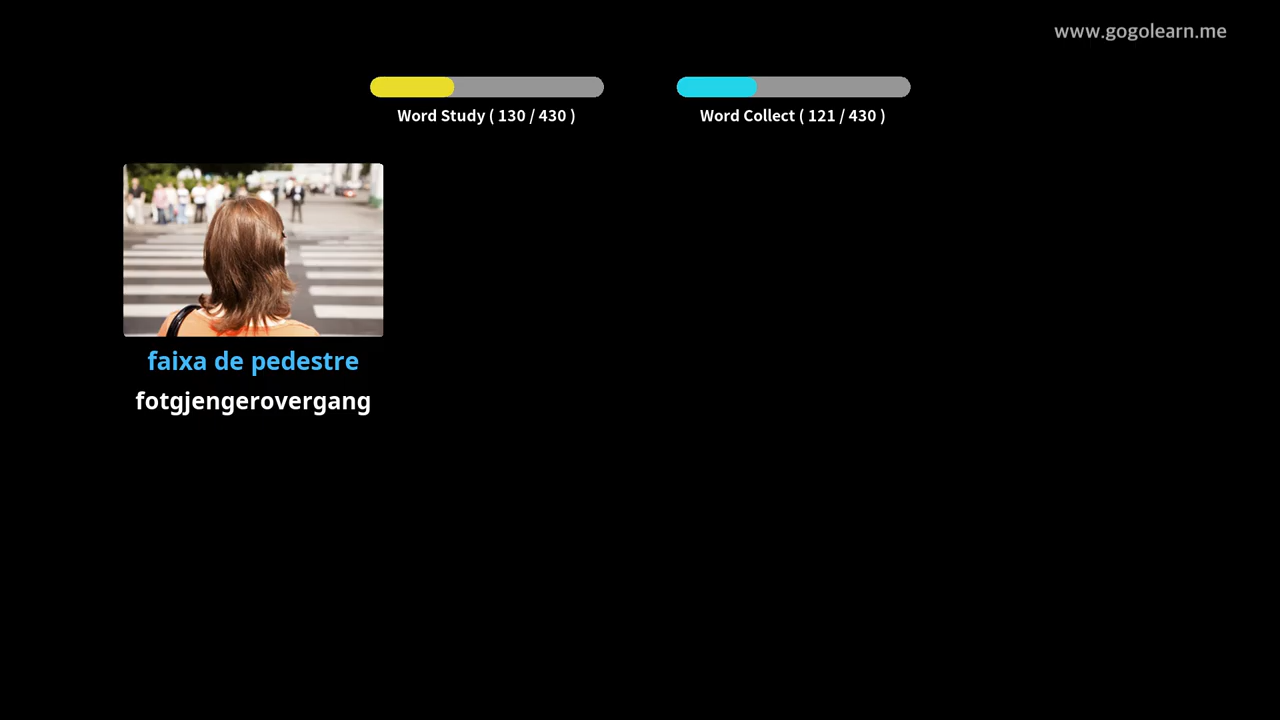 www.gogolearn.me
Word Study ( 130 / 430 )
Word Collect ( 121 / 430 )
faixa de pedestre
fotgjengerovergang